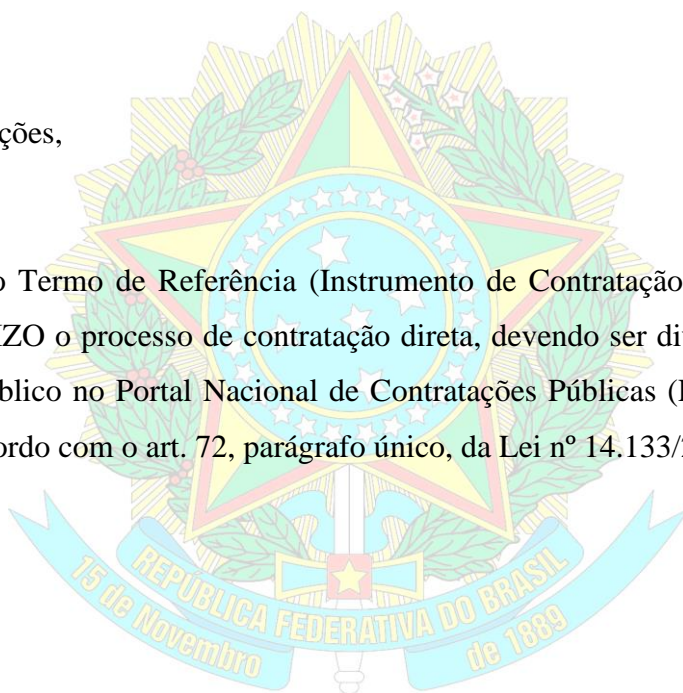 ções,
o Termo de Referência (Instrumento de Contratação
IZO o processo de contratação direta, devendo ser di
blico no Portal Nacional de Contratações Públicas (
ordo com o art. 72, parágrafo único, da Lei nº 14.133/
REPÚBLICA FEDERATIVA DO BRASIL
15 de Novembro de 1889